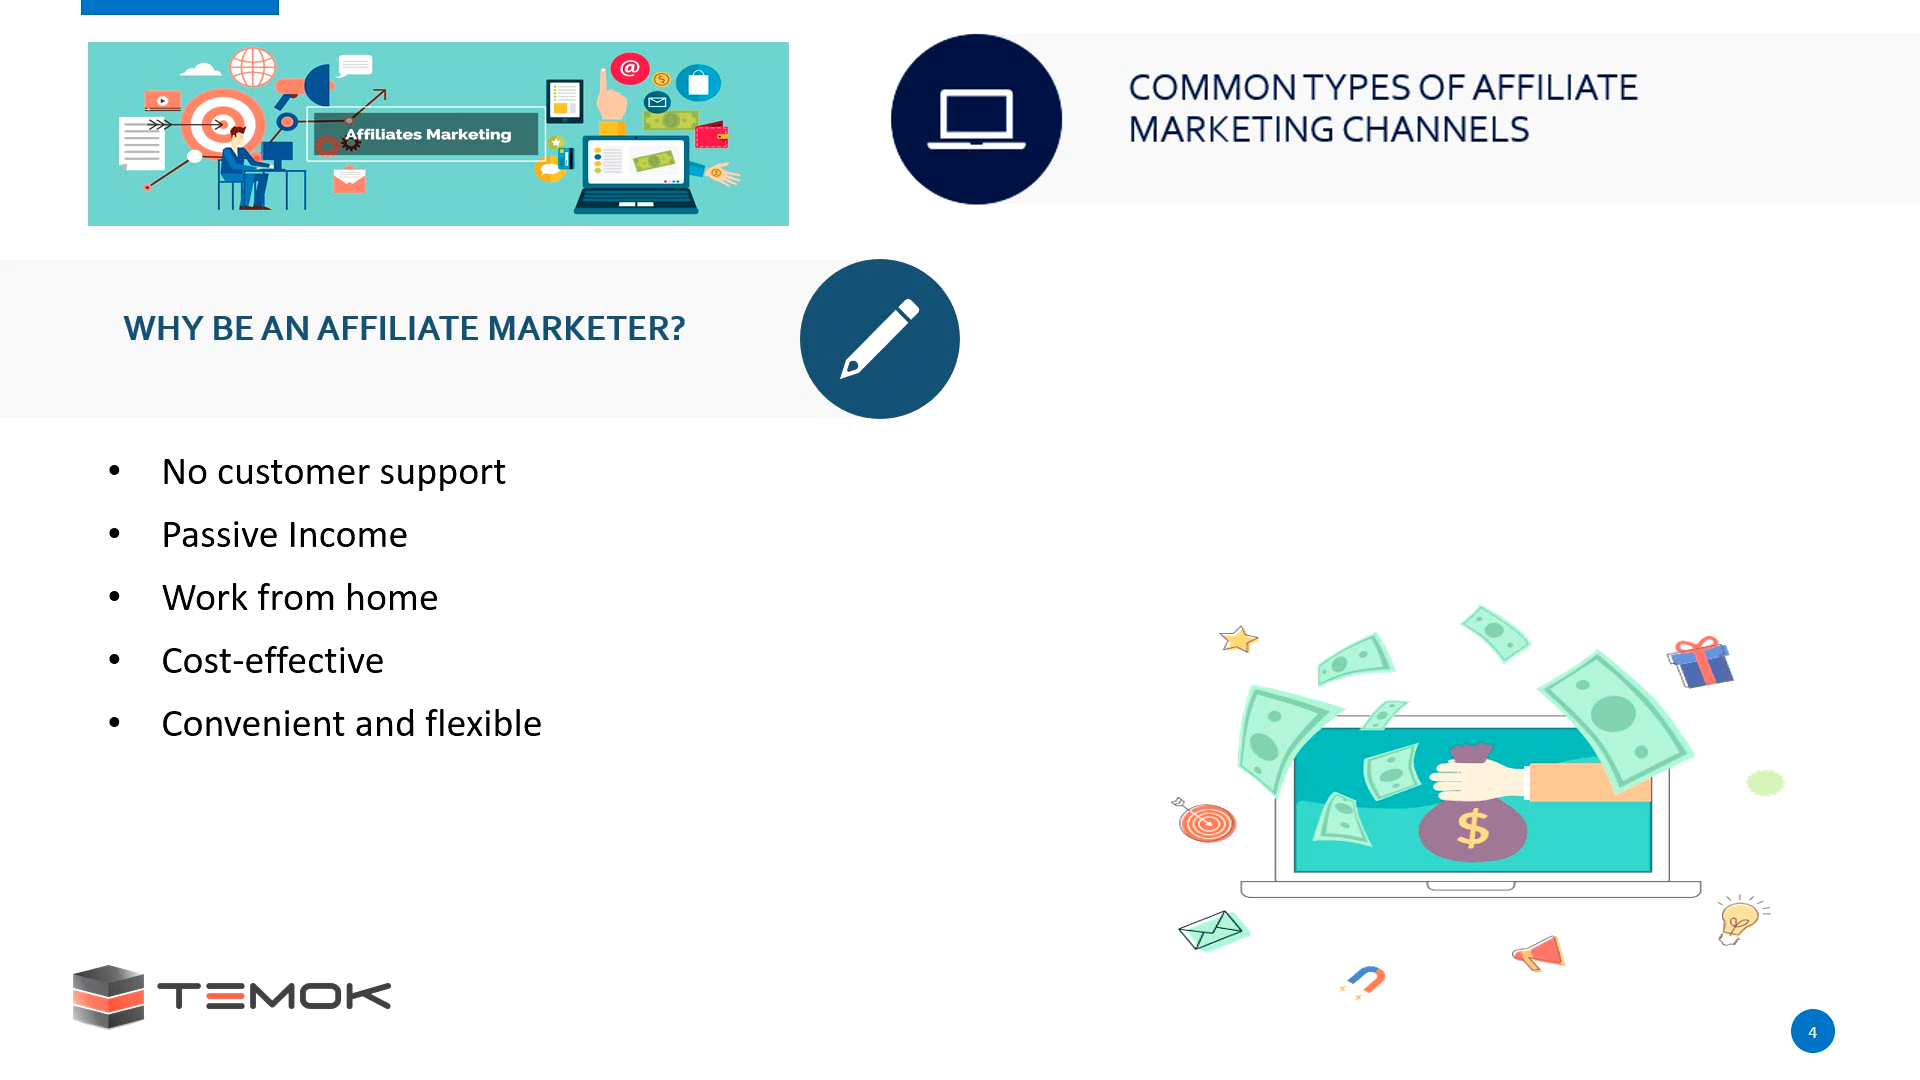 Affiliates Marketing
@
COMMON TYPES OF AFFILIATE
MARKETING CHANNELS
WHY BE AN AFFILIATE MARKETER?
• No customer support
• Passive Income
• Work from home
• Cost-effective
• Convenient and flexible
$
TEMOK
4